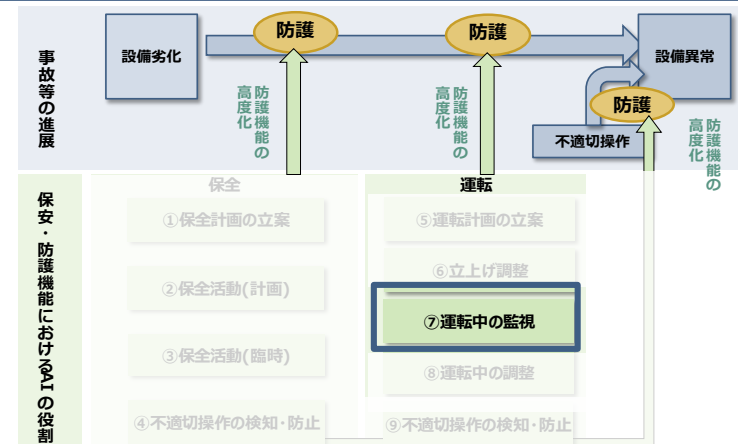 事故等の進展
設備劣化
防護
防護
設備異常
防護機能の
高度化
防護機能の
高度化
防護
不適切操作
防護機能の
高度化
保安・防護機能におけるAIの役割
保全
運転
①保全計画の立案
⑤運転計画の立案
⑥立上げ調整
②保全活動(計画)
⑦運転中の監視
③保全活動(臨時)
⑧運転中の調整
④不適切操作の検知・防止
⑨不適切操作の検知・防止